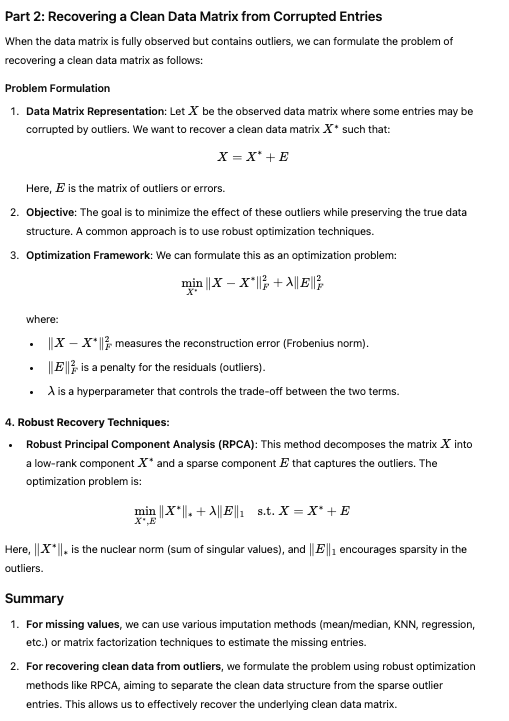 Part 2: Recovering a Clean Data Matrix from Corrupted Entries
When the data matrix is fully observed but contains outliers, we can formulate the problem of
recovering a clean data matrix as follows:
Problem Formulation
1. Data Matrix Representation: Let X be the observed data matrix where some entries may be
corrupted by outliers. We want to recover a clean data matrix X* such that:
X = X* + E
Here, E is the matrix of outliers or errors.
2. Objective: The goal is to minimize the effect of these outliers while preserving the true data
structure. A common approach is to use robust optimization techniques.
3. Optimization Framework: We can formulate this as an optimization problem:
min_{X*} ‖X − X*‖²_F + λ‖E‖²_F
where:
• ‖X − X*‖²_F measures the reconstruction error (Frobenius norm).
• ‖E‖²_F is a penalty for the residuals (outliers).
• λ is a hyperparameter that controls the trade-off between the two terms.
4. Robust Recovery Techniques:
• Robust Principal Component Analysis (RPCA): This method decomposes the matrix X into
a low-rank component X* and a sparse component E that captures the outliers. The
optimization problem is:
min_{X*,E} ‖X*‖_* + λ‖E‖_1 s.t. X = X* + E
Here, ‖X*‖_* is the nuclear norm (sum of singular values), and ‖E‖_1 encourages sparsity in the
outliers.
Summary
1. For missing values, we can use various imputation methods (mean/median, KNN, regression,
etc.) or matrix factorization techniques to estimate the missing entries.
2. For recovering clean data from outliers, we formulate the problem using robust optimization
methods like RPCA, aiming to separate the clean data structure from the sparse outlier
entries. This allows us to effectively recover the underlying clean data matrix.